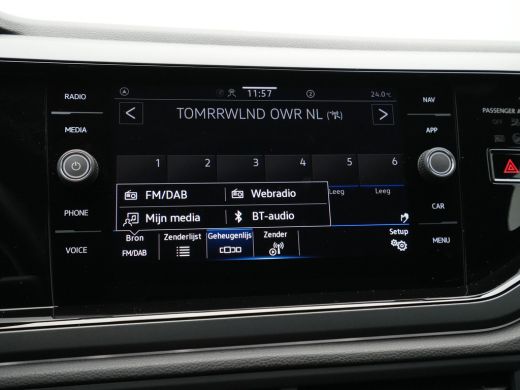 RADIO
MEDIA
PHONE
VOICE
11:57
2
24.0°C
TOMRRWLND OWR NL
1 2 3 4 5 6
Leeg Leeg
FM/DAB Webradio
Mijn media BT-audio
Bron Zenderlijst Geheugenlijs Zender Setup
FM/DAB
NAV
APP
CAR
MENU
PASSENGER A
OFF